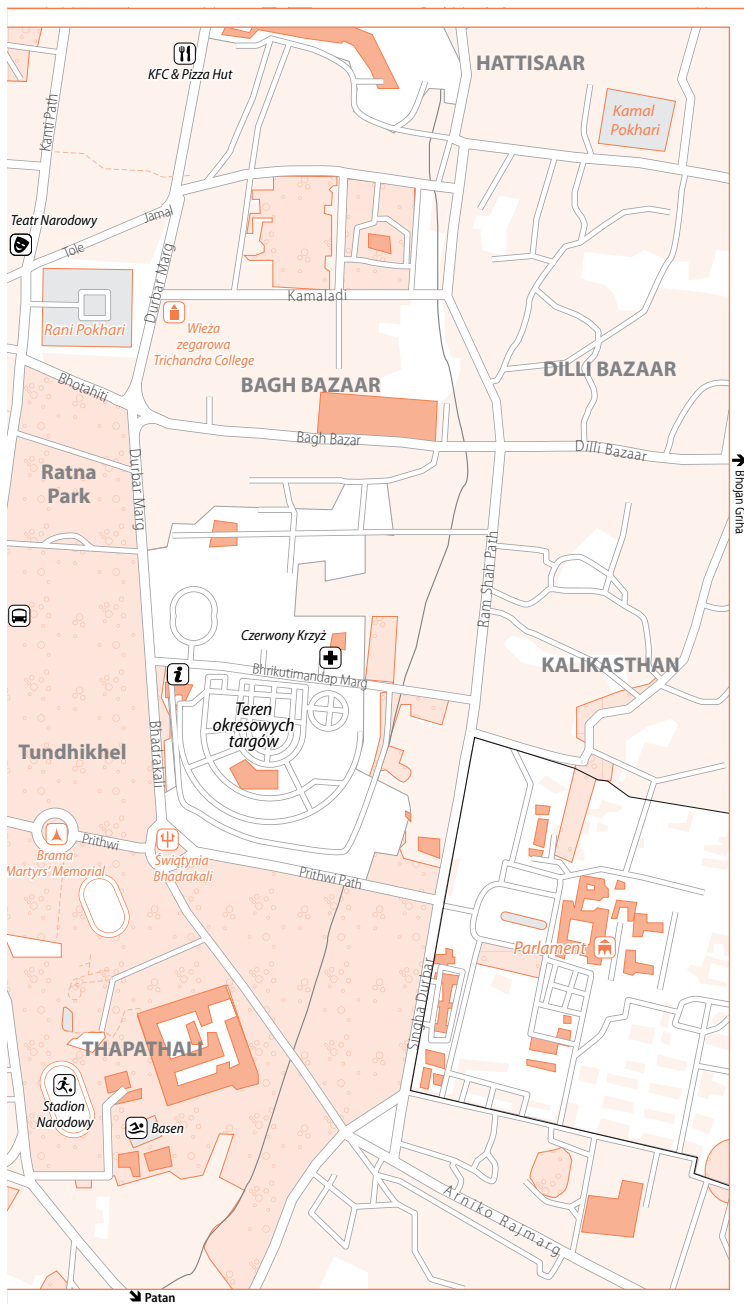 HATTISAAR
KFC & Pizza Hut
Kamal
Pokhari
Kanti Path
Teatr Narodowy
Jamal
Tole
Durbar Marg
Kamaladi
Rani Pokhari
Wieża
zegarowa
Trichandra College
DILLI BAZAAR
BAGH BAZAAR
Bhotahiti
Bagh Bazar
Dilli Bazaar
Bhojan Griha
Ratna
Park
Durbar Marg
Ram Shah Path
Czerwony Krzyż
Bhrikutimandap Marg
KALIKASTHAN
i
Teren
okresowych
targów
Tundhikhel
Bhadrakali
Prithwi
Brama
Martyrs' Memorial
Świątynia
Bhadrakali
Prithwi Path
Parlament
Singha Durbar
THAPATHALI
Stadion
Narodowy
Basen
Arniko Rajmarg
Patan